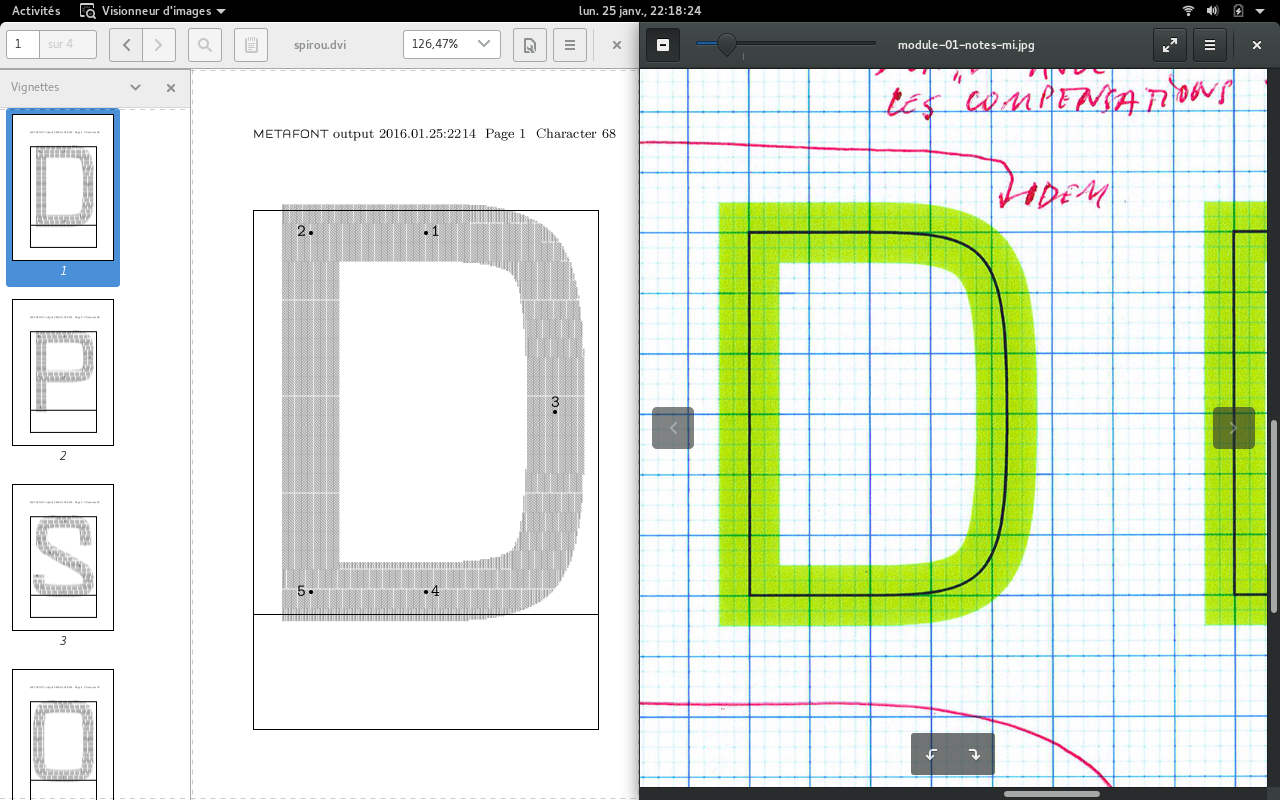 Activités Visionneur d'images lun. 25 janv., 22:18:24
1 sur 4 spirou.dvi 126,47%
module-01-notes-mi.jpg
Vignettes
1
2
3
METAFONT output 2016.01.25:2214 Page 1 Character 68
2 1
3
5 4
LES COMPENSATIONS
IDEM